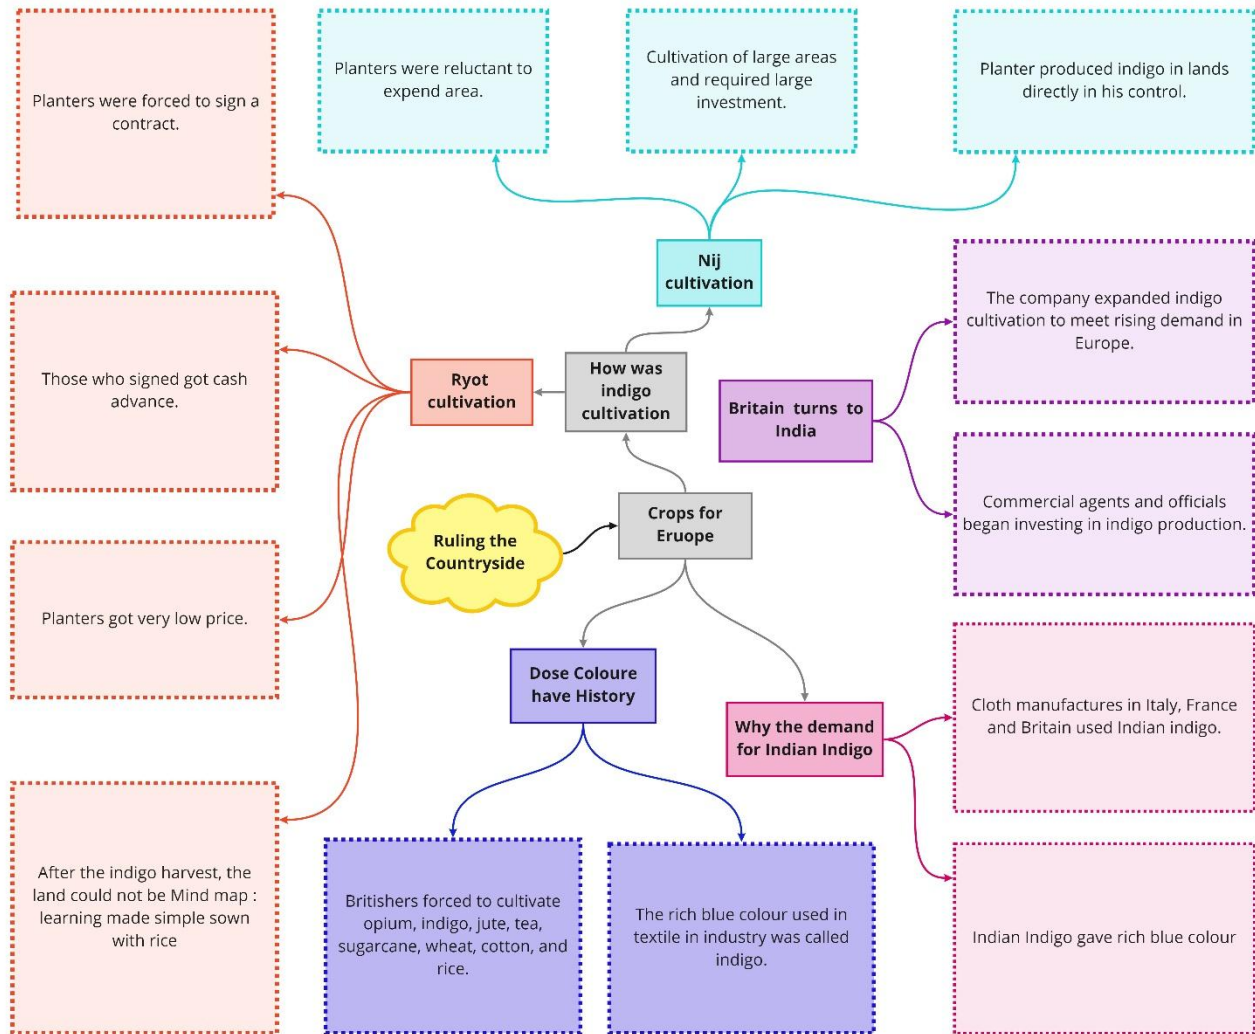 Planters were reluctant to
expend area.
Cultivation of large areas
and required large
investment.
Planter produced indigo in lands
directly in his control.
Planters were forced to sign a
contract.
Nij
cultivation
The company expanded indigo
cultivation to meet rising demand in
Europe.
Those who signed got cash
advance.
Ryot
cultivation
How was
indigo
cultivation
Britain turns to
India
Commercial agents and officials
began investing in indigo production.
Crops for
Eruope
Ruling the
Countryside
Planters got very low price.
Dose Coloure
have History
Why the demand
for Indian Indigo
Cloth manufactures in Italy, France
and Britain used Indian indigo.
After the indigo harvest, the
land could not be Mind map :
learning made simple sown
with rice
Britishers forced to cultivate
opium, indigo, jute, tea,
sugarcane, wheat, cotton, and
rice.
The rich blue colour used in
textile in industry was called
indigo.
Indian Indigo gave rich blue colour